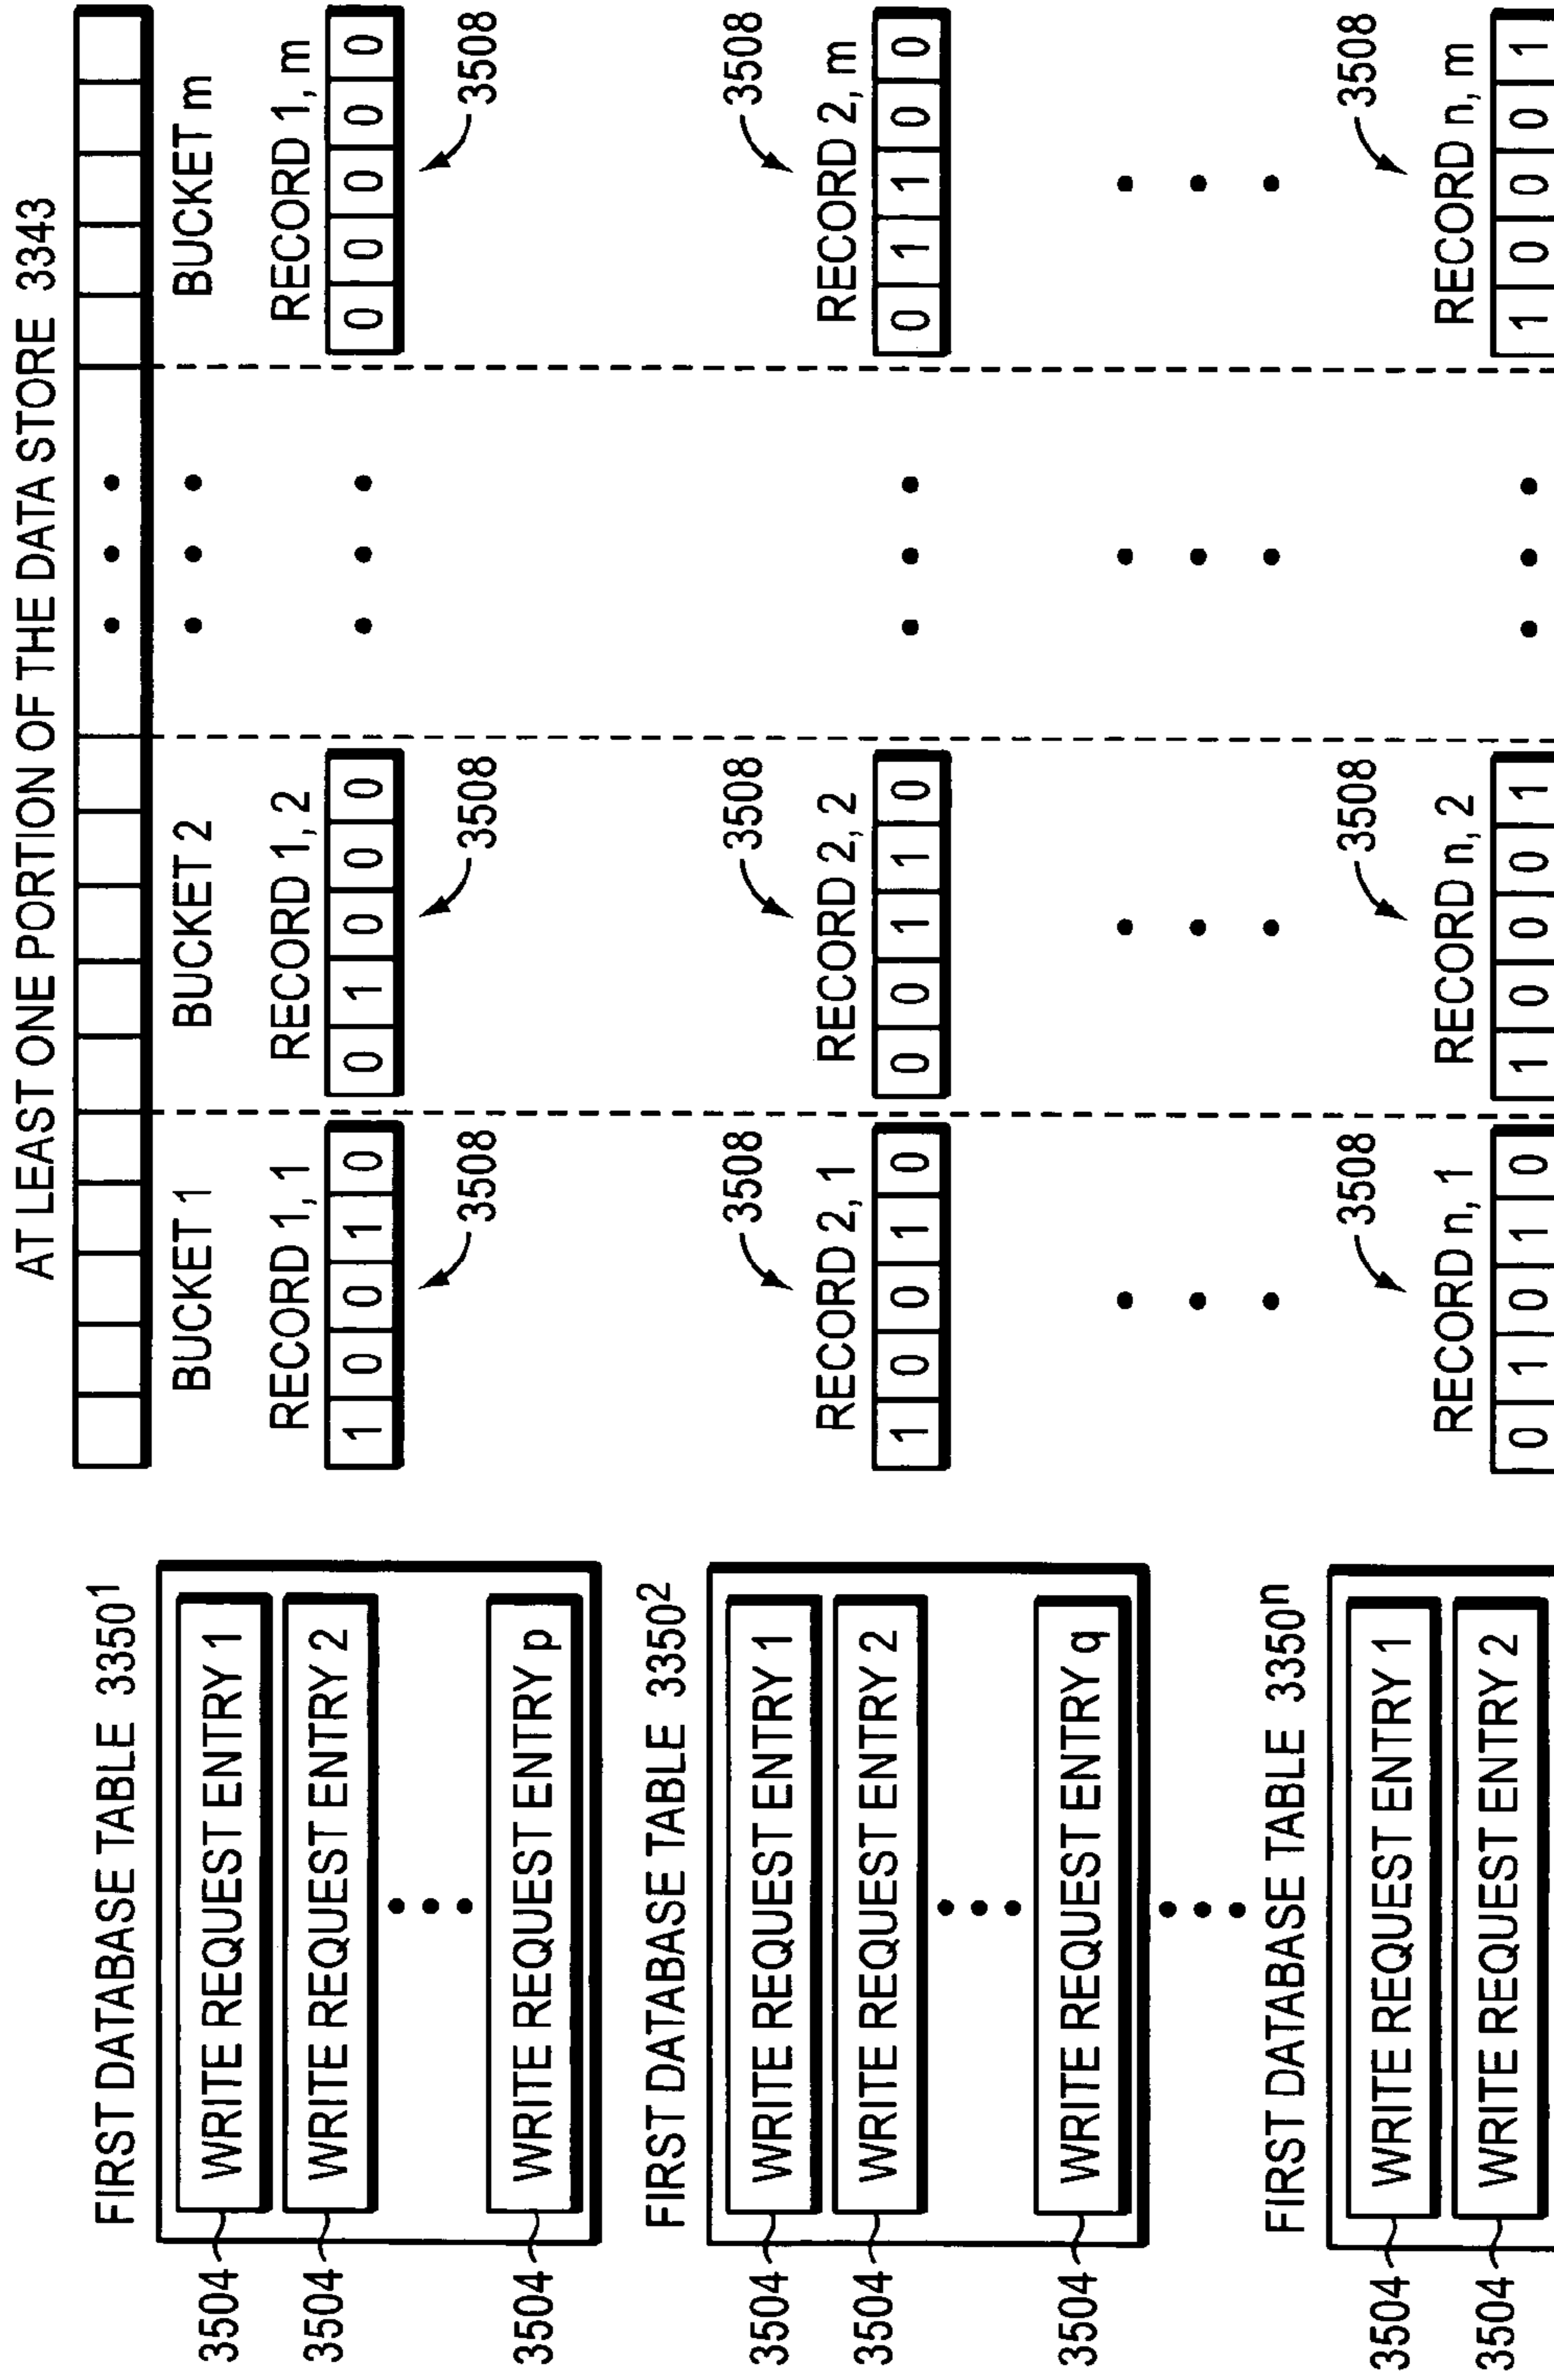 AT LEAST ONE PORTION OF THE DATA STORE 3343
FIRST DATABASE TABLE 3350¹
3504 WRITE REQUEST ENTRY 1
3504 WRITE REQUEST ENTRY 2
3504 WRITE REQUEST ENTRY p
BUCKET 1 BUCKET 2 BUCKET m
RECORD 1, 1 RECORD 1, 2 RECORD 1, m
1 0 0 1 0 0 1 0 0 0 0 0 0 0 0
3508 3508 3508
FIRST DATABASE TABLE 3350²
3504 WRITE REQUEST ENTRY 1
3504 WRITE REQUEST ENTRY 2
3504 WRITE REQUEST ENTRY q
3508 3508 3508
RECORD 2, 1 RECORD 2, 2 RECORD 2, m
1 0 0 1 0 0 0 1 1 0 0 1 1 0 0
FIRST DATABASE TABLE 3350ⁿ
3504 WRITE REQUEST ENTRY 1
3504 WRITE REQUEST ENTRY 2
3508 3508 3508
RECORD n, 1 RECORD n, 2 RECORD n, m
0 1 0 1 0 1 0 0 0 1 1 0 0 0 1